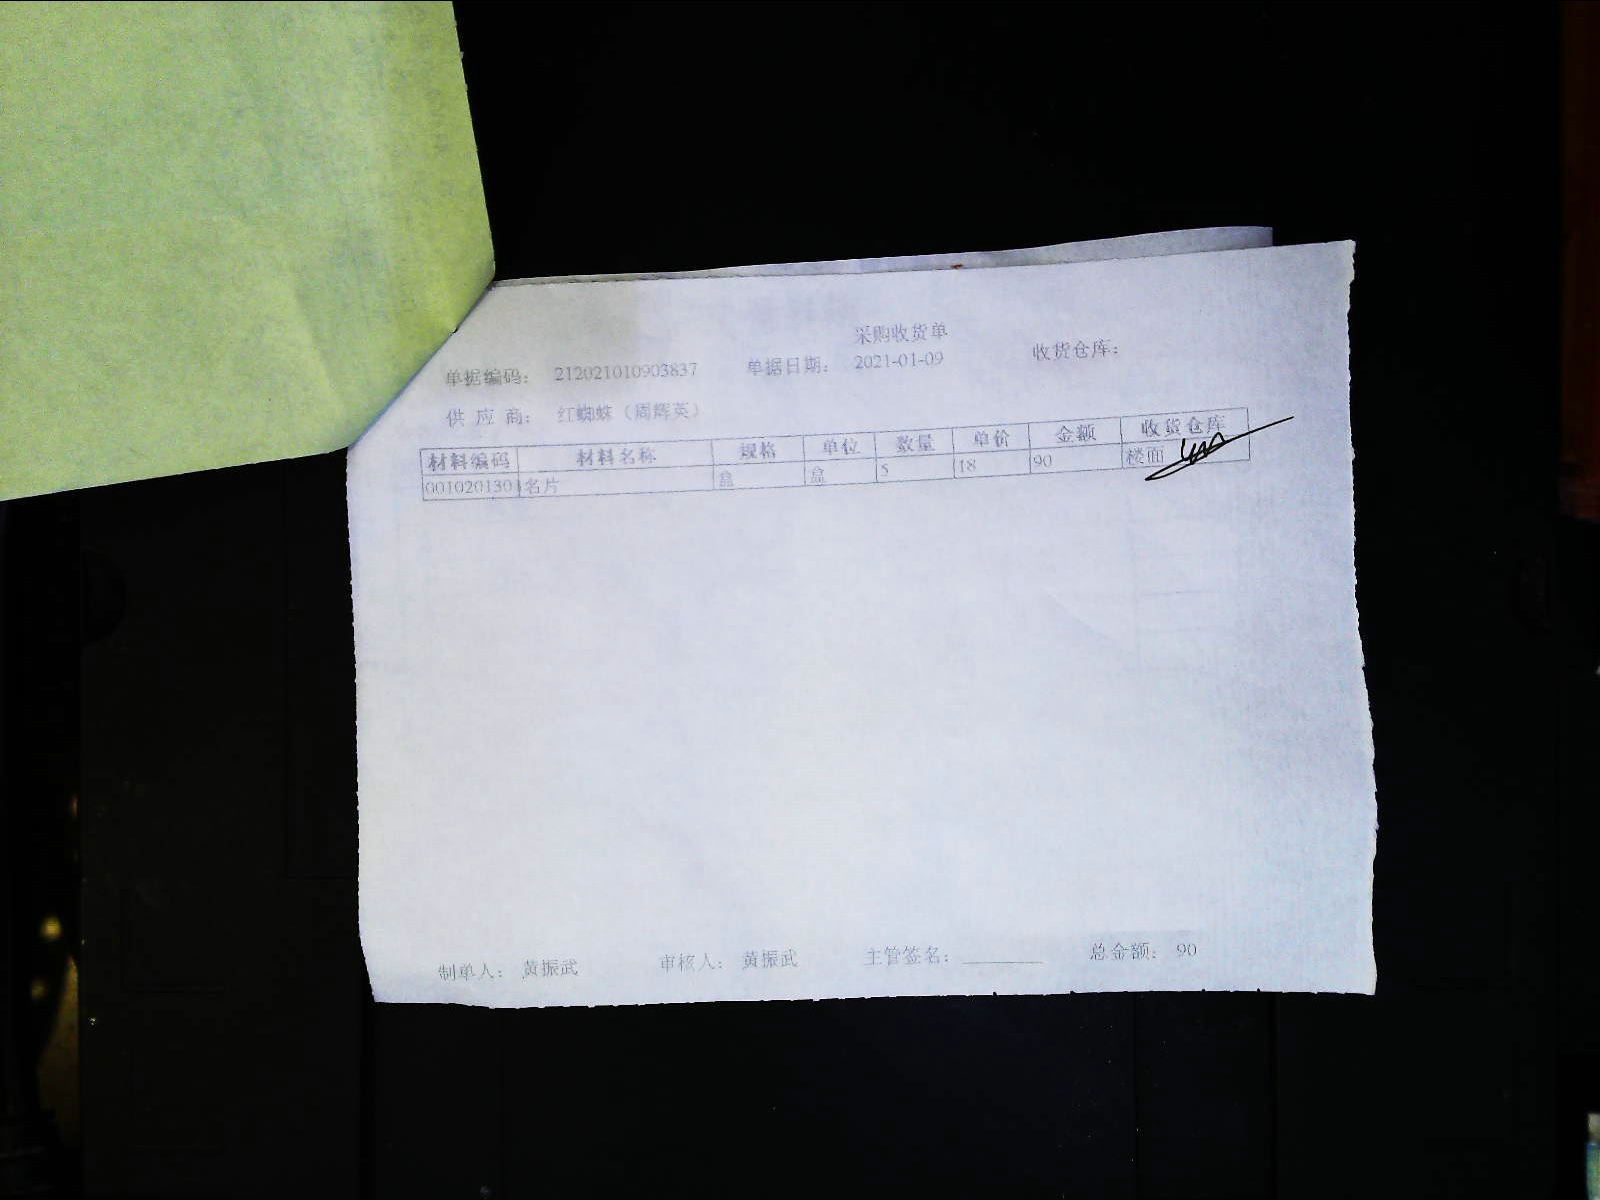 采购收货单
单据编码： 212021010903837 单据日期： 2021-01-09 收货仓库：
供 应 商： 红蜘蛛（周辉英）
材料编码 材料名称 规格 单位 数量 单价 金额 收货仓库
0010201301 名片 盒 盒 5 18 90 楼面
制单人： 黄振武 审核人： 黄振武 主管签名： 总金额： 90